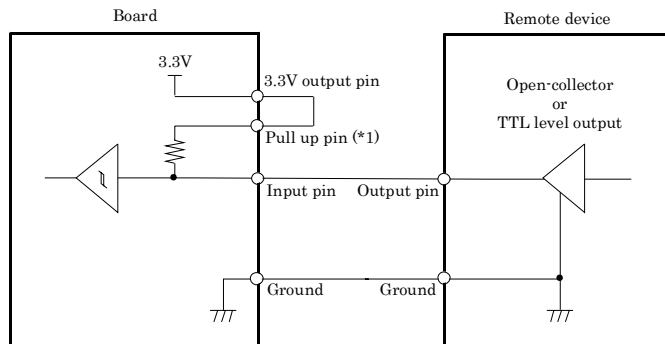 Board
Remote device
3.3V
3.3V output pin
Open-collector
or
TTL level output
Pull up pin (*1)
Input pin
Output pin
Ground
Ground